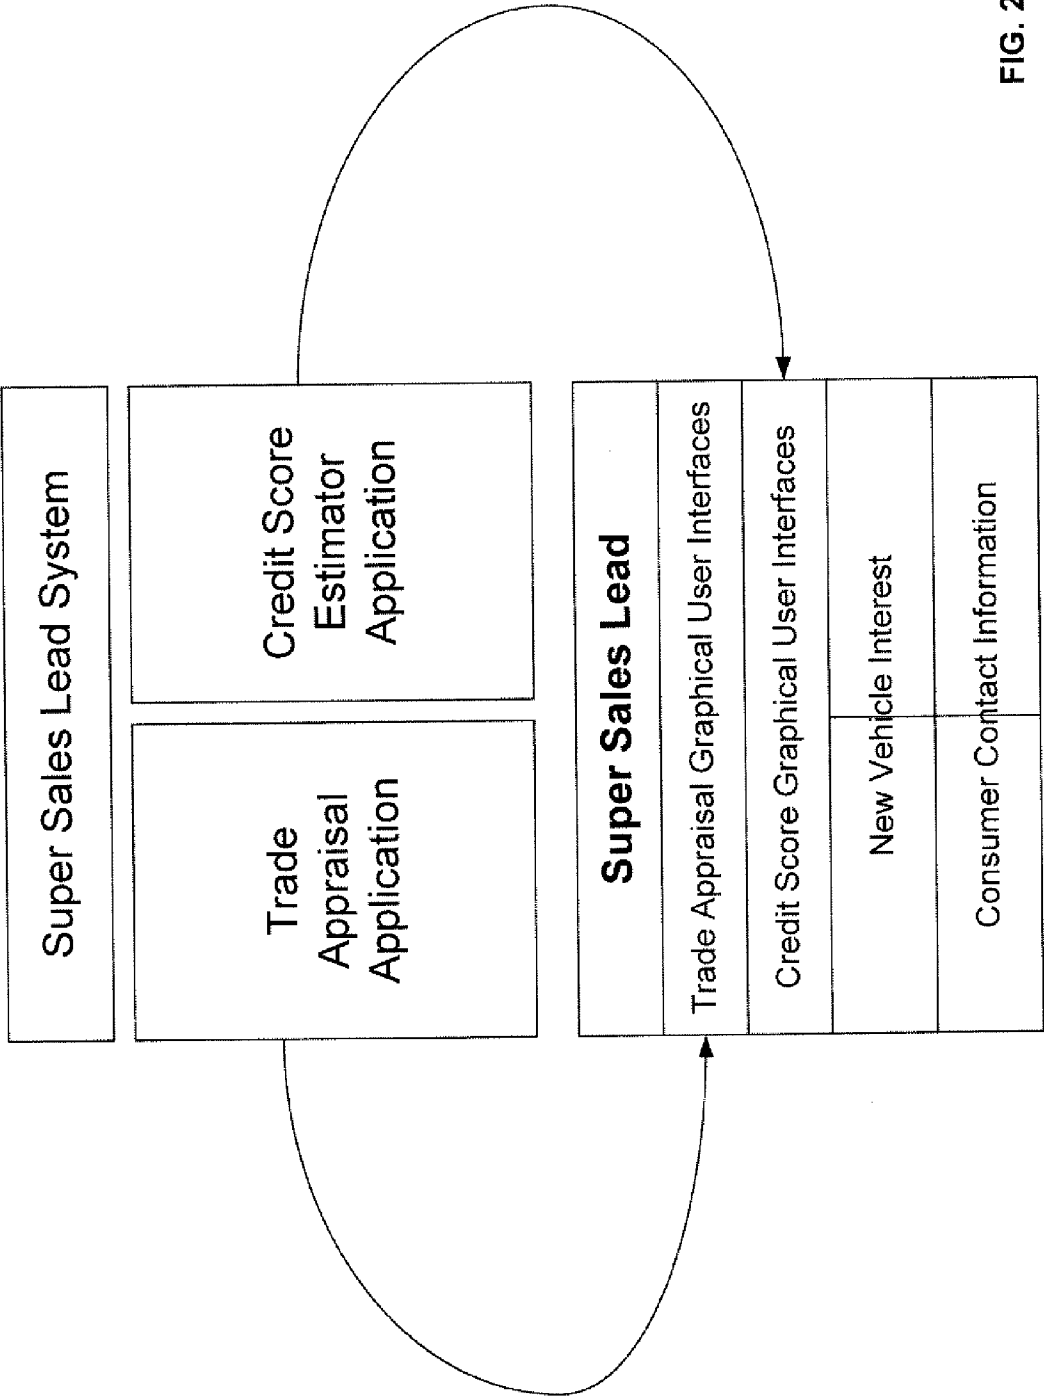 Super Sales Lead System
Trade
Appraisal
Application
Credit Score
Estimator
Application
Super Sales Lead
Trade Appraisal Graphical User Interfaces
Credit Score Graphical User Interfaces
New Vehicle Interest
Consumer Contact Information
FIG. 2